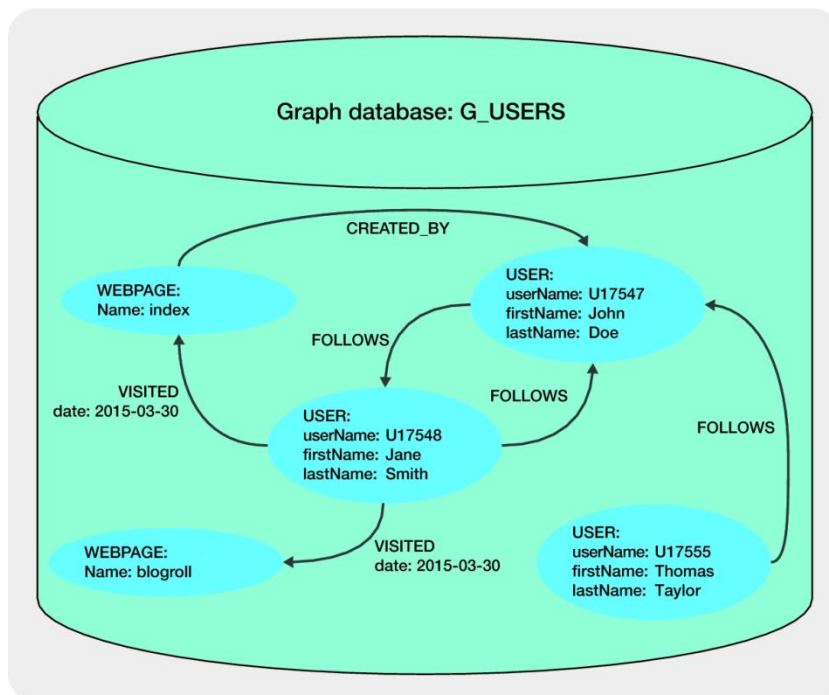 Graph database: G_USERS
CREATED_BY
WEBPAGE:
Name: index
USER:
userName: U17547
firstName: John
lastName: Doe
FOLLOWS
VISITED
date: 2015-03-30
FOLLOWS
USER:
userName: U17548
firstName: Jane
lastName: Smith
FOLLOWS
WEBPAGE:
Name: blogroll
VISITED
date: 2015-03-30
USER:
userName: U17555
firstName: Thomas
lastName: Taylor